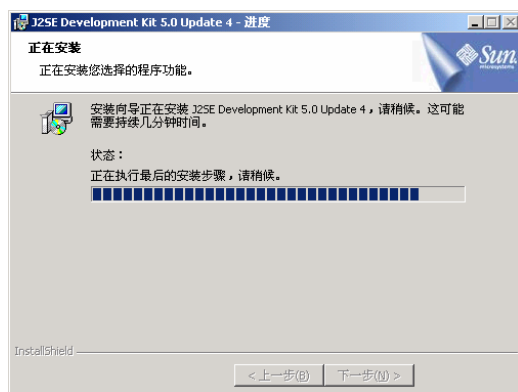 J2SE Development Kit 5.0 Update 4 - 进度
正在安装
正在安装您选择的程序功能。
Sun
microsystems
安装向导正在安装 J2SE Development Kit 5.0 Update 4，请稍候。这可能
需要持续几分钟时间。
状态：
正在执行最后的安装步骤，请稍候。
InstallShield
< 上一步(B)
下一步(N) >